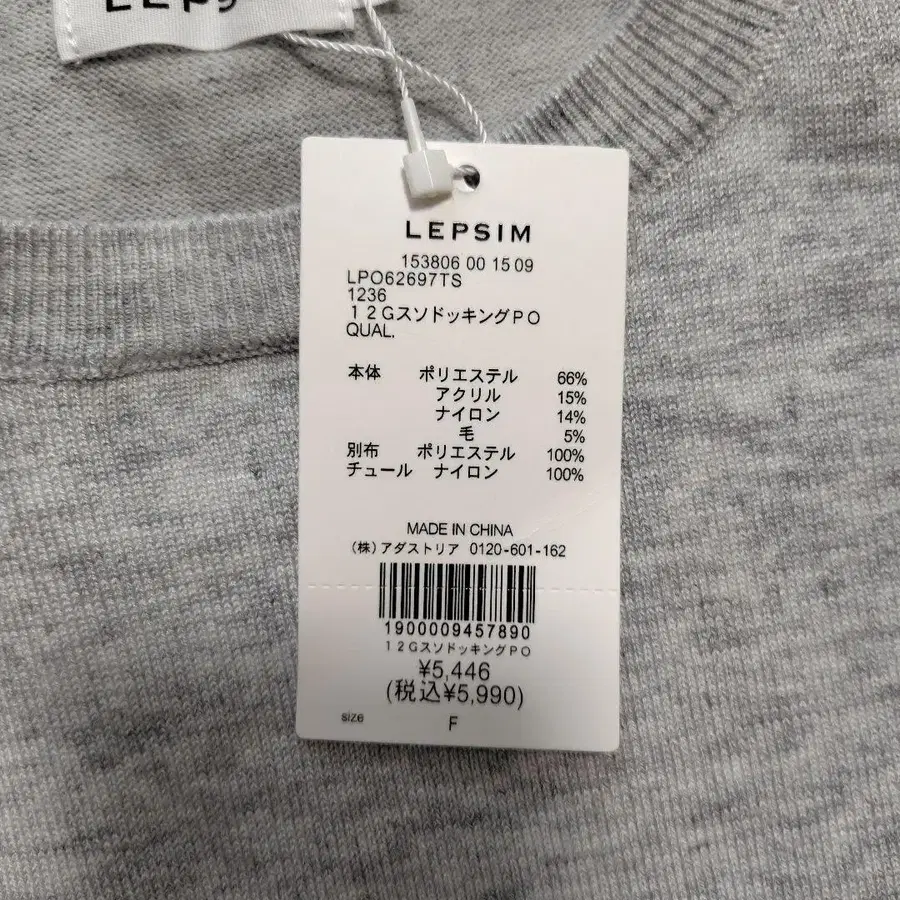 LEPSIM
153806 00 15 09
LPO62697TS
1236
１２ＧスソドッキングＰＯ
QUAL.
本体 ポリエステル 66%
アクリル 15%
ナイロン 14%
毛 5%
別布 ポリエステル 100%
チュール ナイロン 100%
MADE IN CHINA
（株）アダストリア 0120-601-162
1900009457890
１２ＧスソドッキングＰＯ
¥5,446
(税込¥5,990)
size F